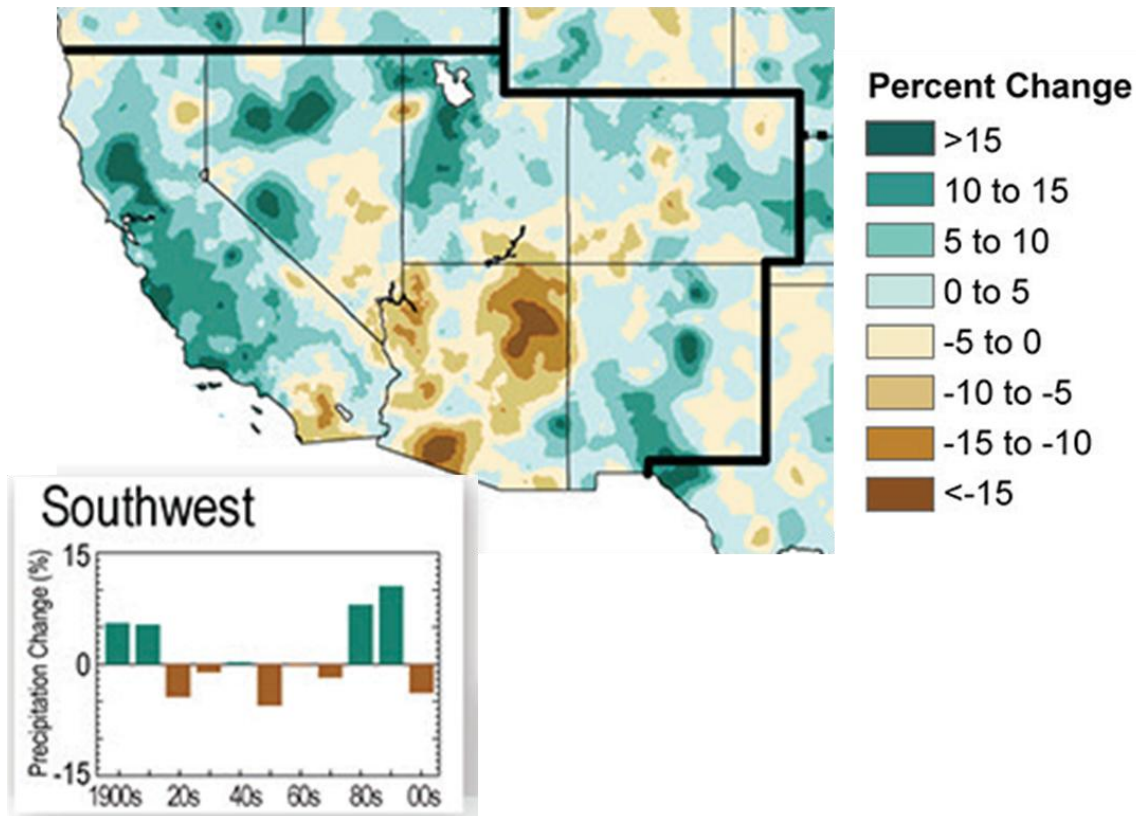 Percent Change
>15
10 to 15
5 to 10
0 to 5
-5 to 0
-10 to -5
-15 to -10
<-15
Southwest
Precipitation Change (%)
15
0
-15
1900s 20s 40s 60s 80s 00s